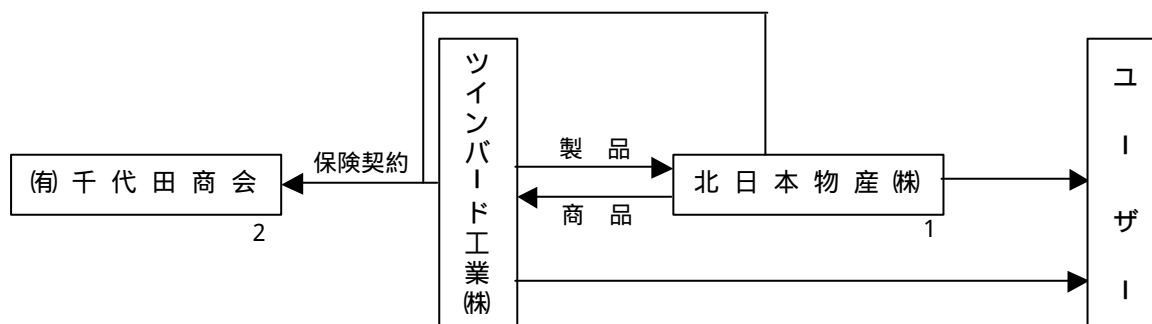 ツインバード工業㈱
ユーザー
製 品
保険契約
㈲ 千 代 田 商 会
北 日 本 物 産 ㈱
商 品
1
2